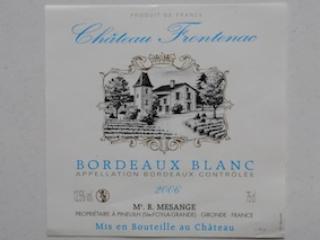 PRODUIT DE FRANCE
Château Frontenac
BORDEAUX BLANC
APPELLATION BORDEAUX CONTRÔLÉE
2006
12,5% vol
75cl
Mr. R. MESANGE
PROPRIÉTAIRE À PINEUILH (Ste-FOY-LA-GRANDE) GIRONDE FRANCE
Mis en Bouteille au Château